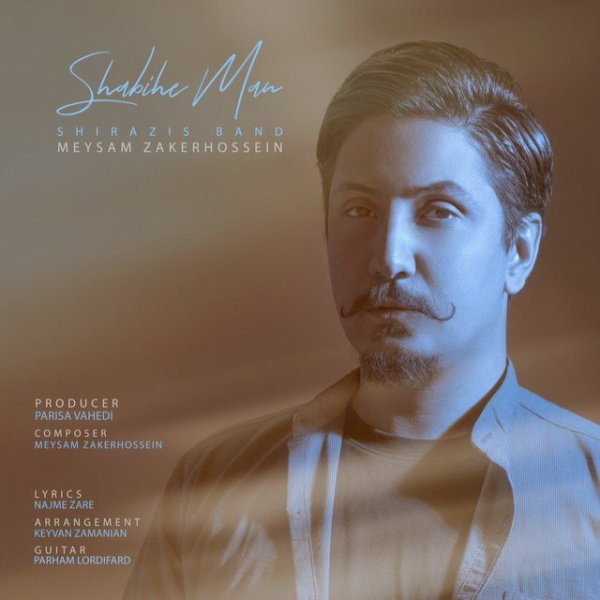 Shabihe Man
SHIRAZIS BAND
MEYSAM ZAKERHOSSEIN
PRODUCER
PARISA VAHEDI
COMPOSER
MEYSAM ZAKERHOSSEIN
LYRICS
NAJME ZARE
ARRANGEMENT
KEYVAN ZAMANIAN
GUITAR
PARHAM LORDIFARD